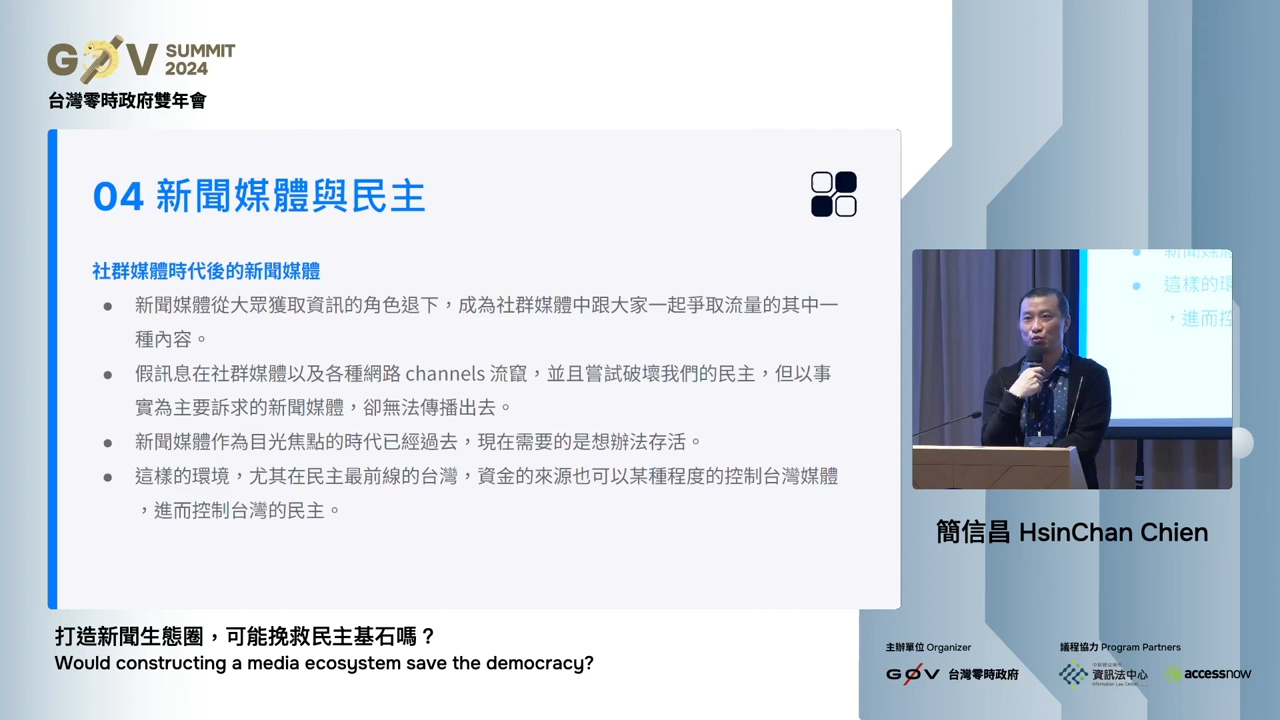 G0V SUMMIT 2024
台灣零時政府雙年會
04 新聞媒體與民主
社群媒體時代後的新聞媒體
● 新聞媒體從大眾獲取資訊的角色退下，成為社群媒體中跟大家一起爭取流量的其中一
種內容。
● 假訊息在社群媒體以及各種網路 channels 流竄，並且嘗試破壞我們的民主，但以事
實為主要訴求的新聞媒體，卻無法傳播出去。
● 新聞媒體作為目光焦點的時代已經過去，現在需要的是想辦法存活。
● 這樣的環境，尤其在民主最前線的台灣，資金的來源也可以某種程度的控制台灣媒體
，進而控制台灣的民主。
新聞媒體
這樣的環
，進而控
簡信昌 HsinChan Chien
打造新聞生態圈，可能挽救民主基石嗎？
Would constructing a media ecosystem save the democracy?
主辦單位 Organizer
議程協力 Program Partners
G0V 台灣零時政府
資訊法中心
Information Law Center
accessnow